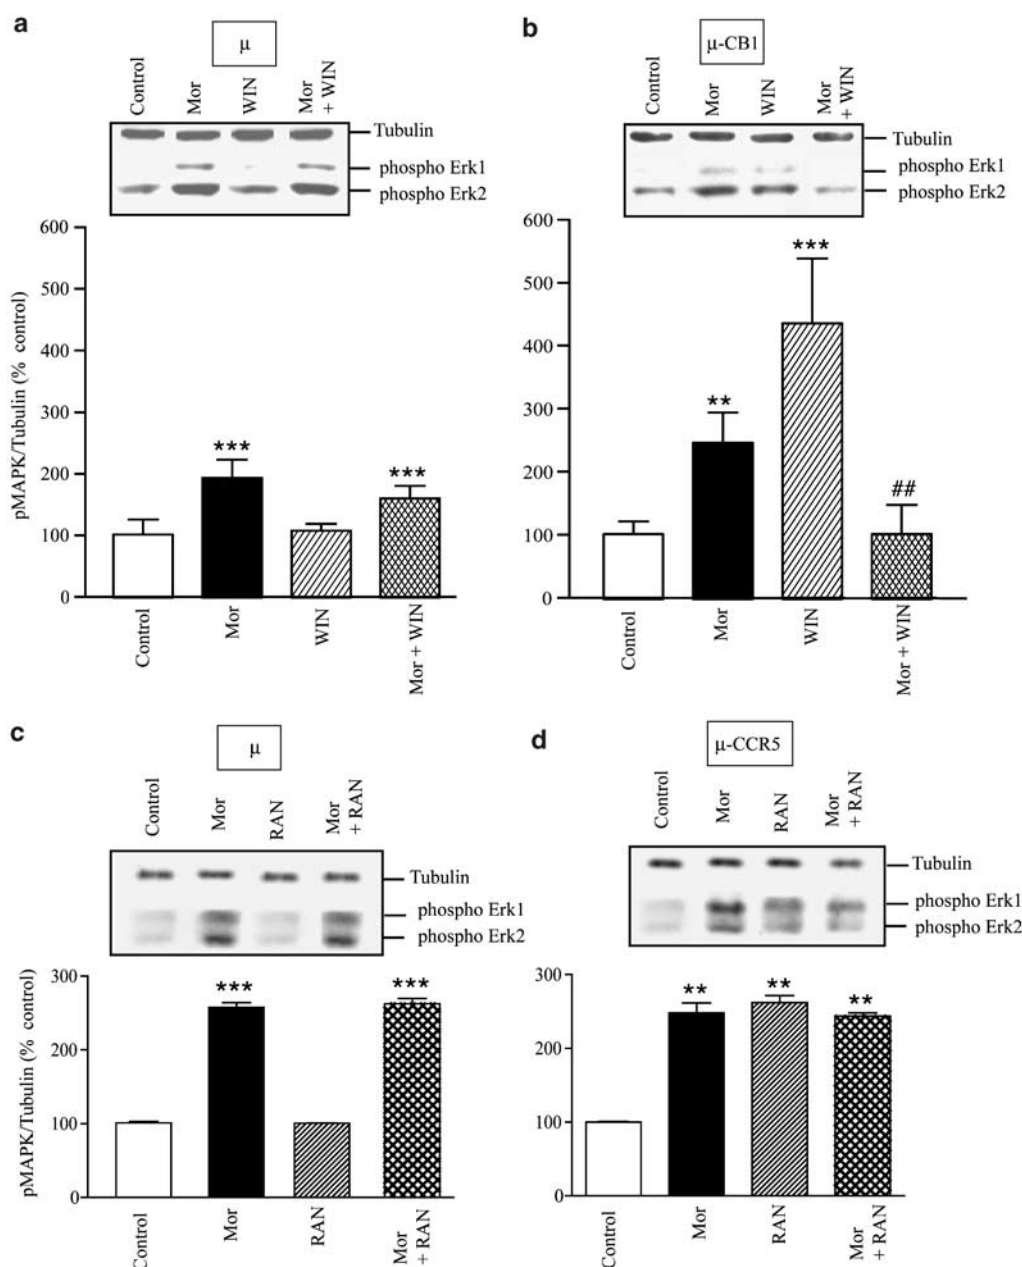 a
μ
Control
Mor
WIN
Mor
+ WIN
Tubulin
phospho Erk1
phospho Erk2
pMAPK/Tubulin (% control)
600
500
400
300
200
100
0
***
***
Control
Mor
WIN
Mor + WIN
b
μ-CB1
Control
Mor
WIN
Mor
+ WIN
Tubulin
phospho Erk1
phospho Erk2
600
500
400
300
200
100
0
**
***
##
Control
Mor
WIN
Mor + WIN
c
μ
Control
Mor
RAN
Mor
+ RAN
Tubulin
phospho Erk1
phospho Erk2
pMAPK/Tubulin (% control)
300
200
100
0
***
***
Control
Mor
RAN
Mor
+ RAN
d
μ-CCR5
Control
Mor
RAN
Mor
+ RAN
Tubulin
phospho Erk1
phospho Erk2
300
200
100
0
**
**
**
Control
Mor
RAN
Mor
+ RAN